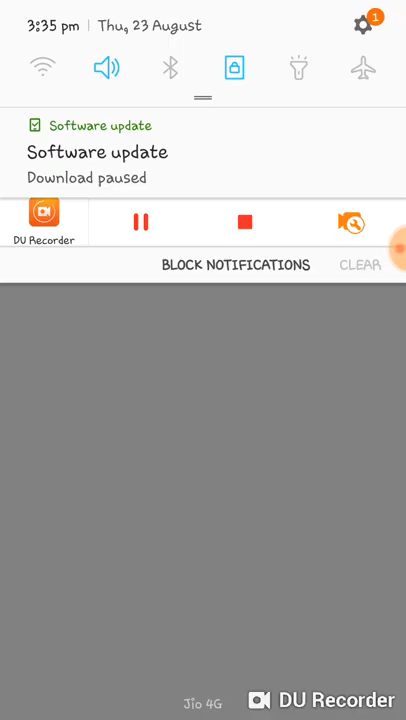 3:35 pm | Thu, 23 August
1
Software update
Software update
Download paused
DU Recorder
BLOCK NOTIFICATIONS CLEAR
Jio 4G
DU Recorder